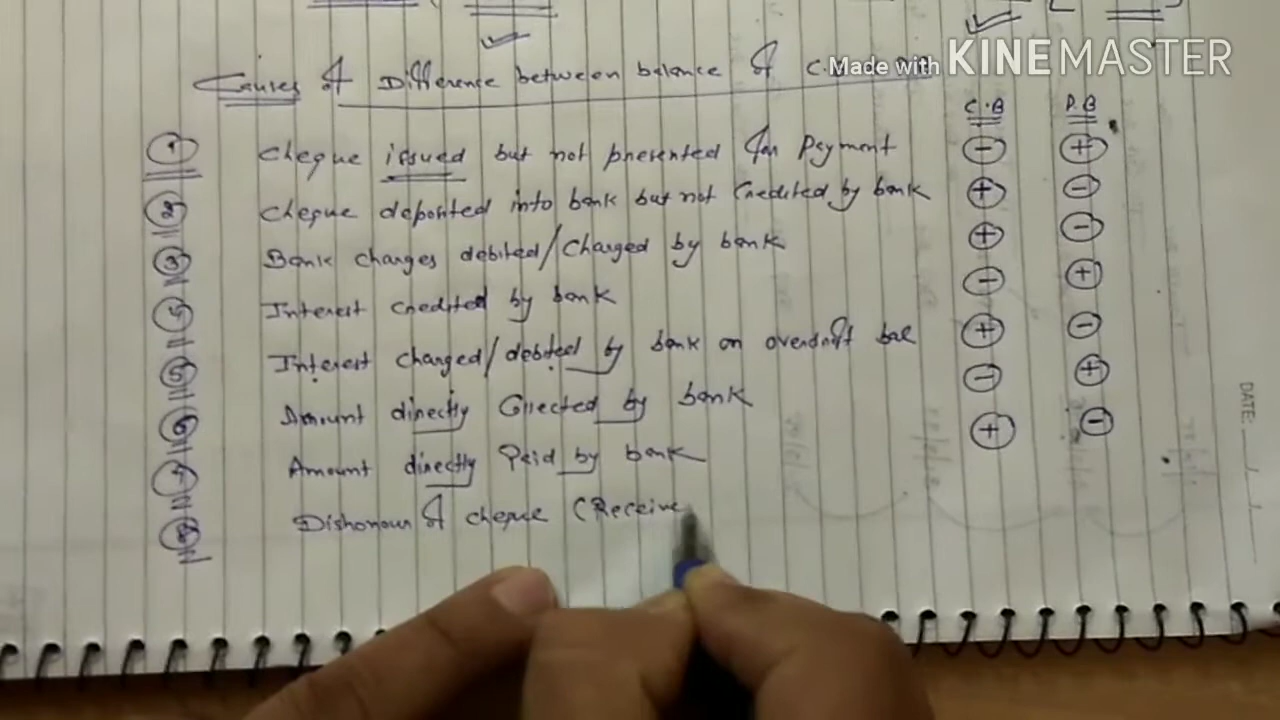 Causes of Difference between balance of C.
Made with KINEMASTER
C.B P.B
1 Cheque issued but not presented for Payment - +
2 Cheque deposited into bank but not Credited by bank + -
3 Bank charges debited/Charged by bank + -
Interest credited by bank - +
5 Interest charged/debited by bank on overdraft bal + -
6 Amount directly Collected by bank - +
7 Amount directly Paid by bank + -
8 Dishonour of cheque (Receive
DATE: